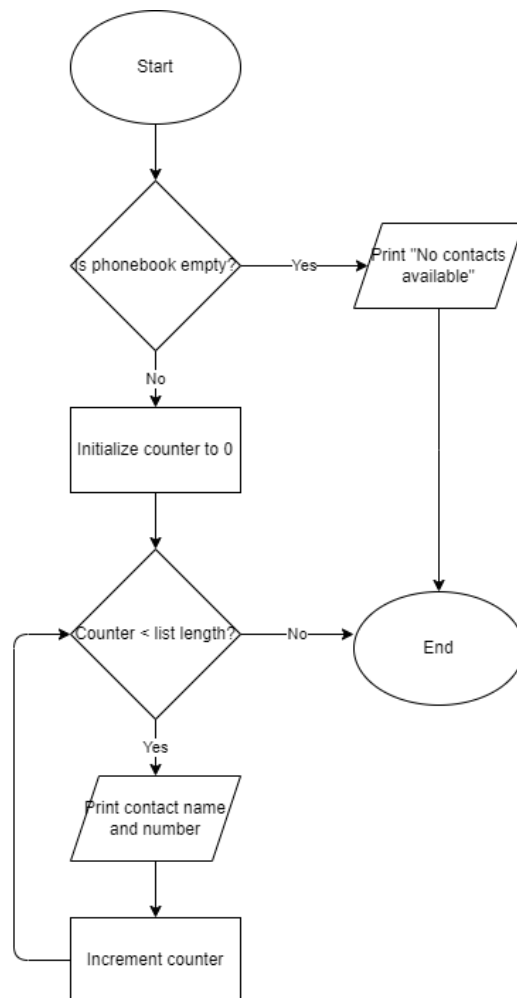 Start
Is phonebook empty?
Yes
Print "No contacts
available"
No
Initialize counter to 0
Counter < list length?
No
End
Yes
Print contact name
and number
Increment counter